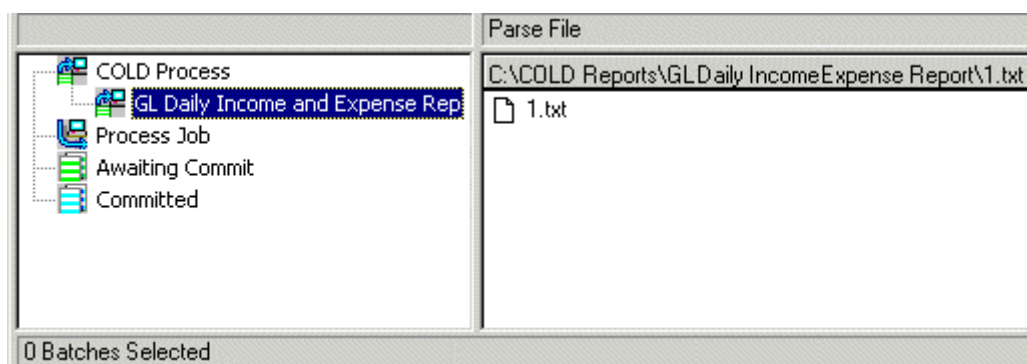 Parse File
COLD Process
GL Daily Income and Expense Rep
Process Job
Awaiting Commit
Committed
C:\COLD Reports\GLDaily IncomeExpense Report\1.txt
1.txt
0 Batches Selected